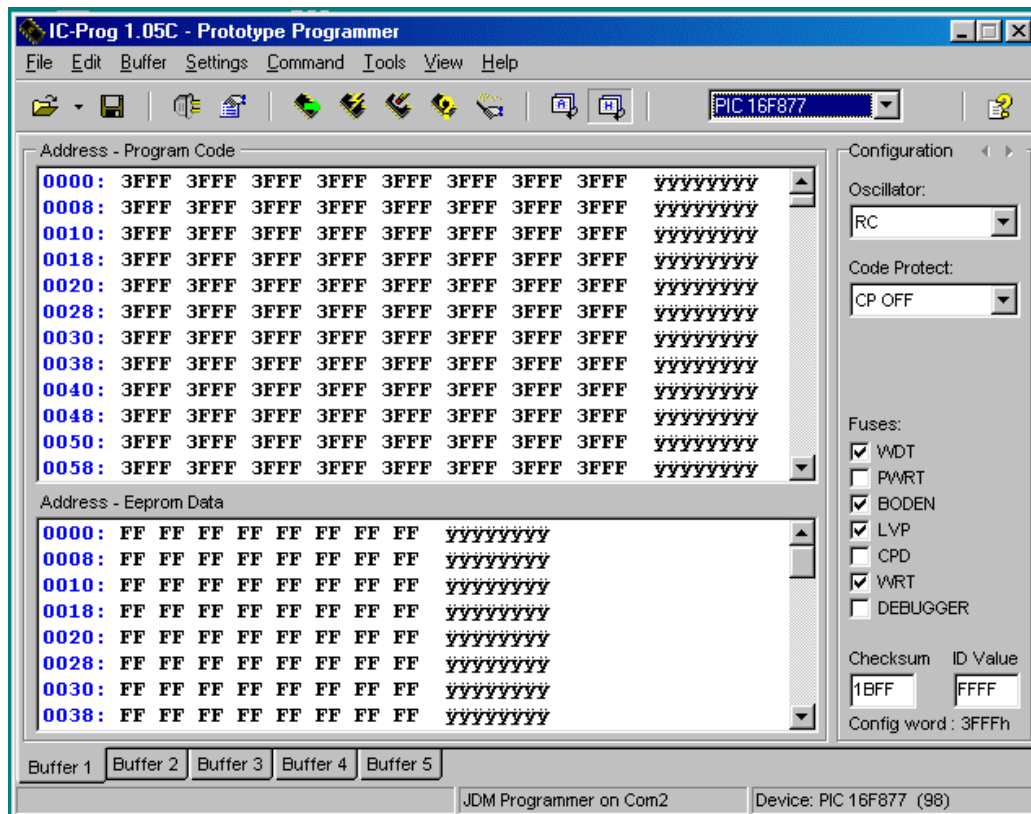 IC-Prog 1.05C - Prototype Programmer
File Edit Buffer Settings Command Tools View Help
PIC 16F877
Address - Program Code
0000: 3FFF 3FFF 3FFF 3FFF 3FFF 3FFF 3FFF 3FFF ÿÿÿÿÿÿÿÿ
0008: 3FFF 3FFF 3FFF 3FFF 3FFF 3FFF 3FFF 3FFF ÿÿÿÿÿÿÿÿ
0010: 3FFF 3FFF 3FFF 3FFF 3FFF 3FFF 3FFF 3FFF ÿÿÿÿÿÿÿÿ
0018: 3FFF 3FFF 3FFF 3FFF 3FFF 3FFF 3FFF 3FFF ÿÿÿÿÿÿÿÿ
0020: 3FFF 3FFF 3FFF 3FFF 3FFF 3FFF 3FFF 3FFF ÿÿÿÿÿÿÿÿ
0028: 3FFF 3FFF 3FFF 3FFF 3FFF 3FFF 3FFF 3FFF ÿÿÿÿÿÿÿÿ
0030: 3FFF 3FFF 3FFF 3FFF 3FFF 3FFF 3FFF 3FFF ÿÿÿÿÿÿÿÿ
0038: 3FFF 3FFF 3FFF 3FFF 3FFF 3FFF 3FFF 3FFF ÿÿÿÿÿÿÿÿ
0040: 3FFF 3FFF 3FFF 3FFF 3FFF 3FFF 3FFF 3FFF ÿÿÿÿÿÿÿÿ
0048: 3FFF 3FFF 3FFF 3FFF 3FFF 3FFF 3FFF 3FFF ÿÿÿÿÿÿÿÿ
0050: 3FFF 3FFF 3FFF 3FFF 3FFF 3FFF 3FFF 3FFF ÿÿÿÿÿÿÿÿ
0058: 3FFF 3FFF 3FFF 3FFF 3FFF 3FFF 3FFF 3FFF ÿÿÿÿÿÿÿÿ
Address - Eeprom Data
0000: FF FF FF FF FF FF FF FF ÿÿÿÿÿÿÿÿ
0008: FF FF FF FF FF FF FF FF ÿÿÿÿÿÿÿÿ
0010: FF FF FF FF FF FF FF FF ÿÿÿÿÿÿÿÿ
0018: FF FF FF FF FF FF FF FF ÿÿÿÿÿÿÿÿ
0020: FF FF FF FF FF FF FF FF ÿÿÿÿÿÿÿÿ
0028: FF FF FF FF FF FF FF FF ÿÿÿÿÿÿÿÿ
0030: FF FF FF FF FF FF FF FF ÿÿÿÿÿÿÿÿ
0038: FF FF FF FF FF FF FF FF ÿÿÿÿÿÿÿÿ
Configuration
Oscillator:
RC
Code Protect:
CP OFF
Fuses:
WDT
PWRT
BODEN
LVP
CPD
WRT
DEBUGGER
Checksum ID Value
1BFF FFFF
Config word : 3FFFh
Buffer 1 Buffer 2 Buffer 3 Buffer 4 Buffer 5
JDM Programmer on Com2 Device: PIC 16F877 (98)